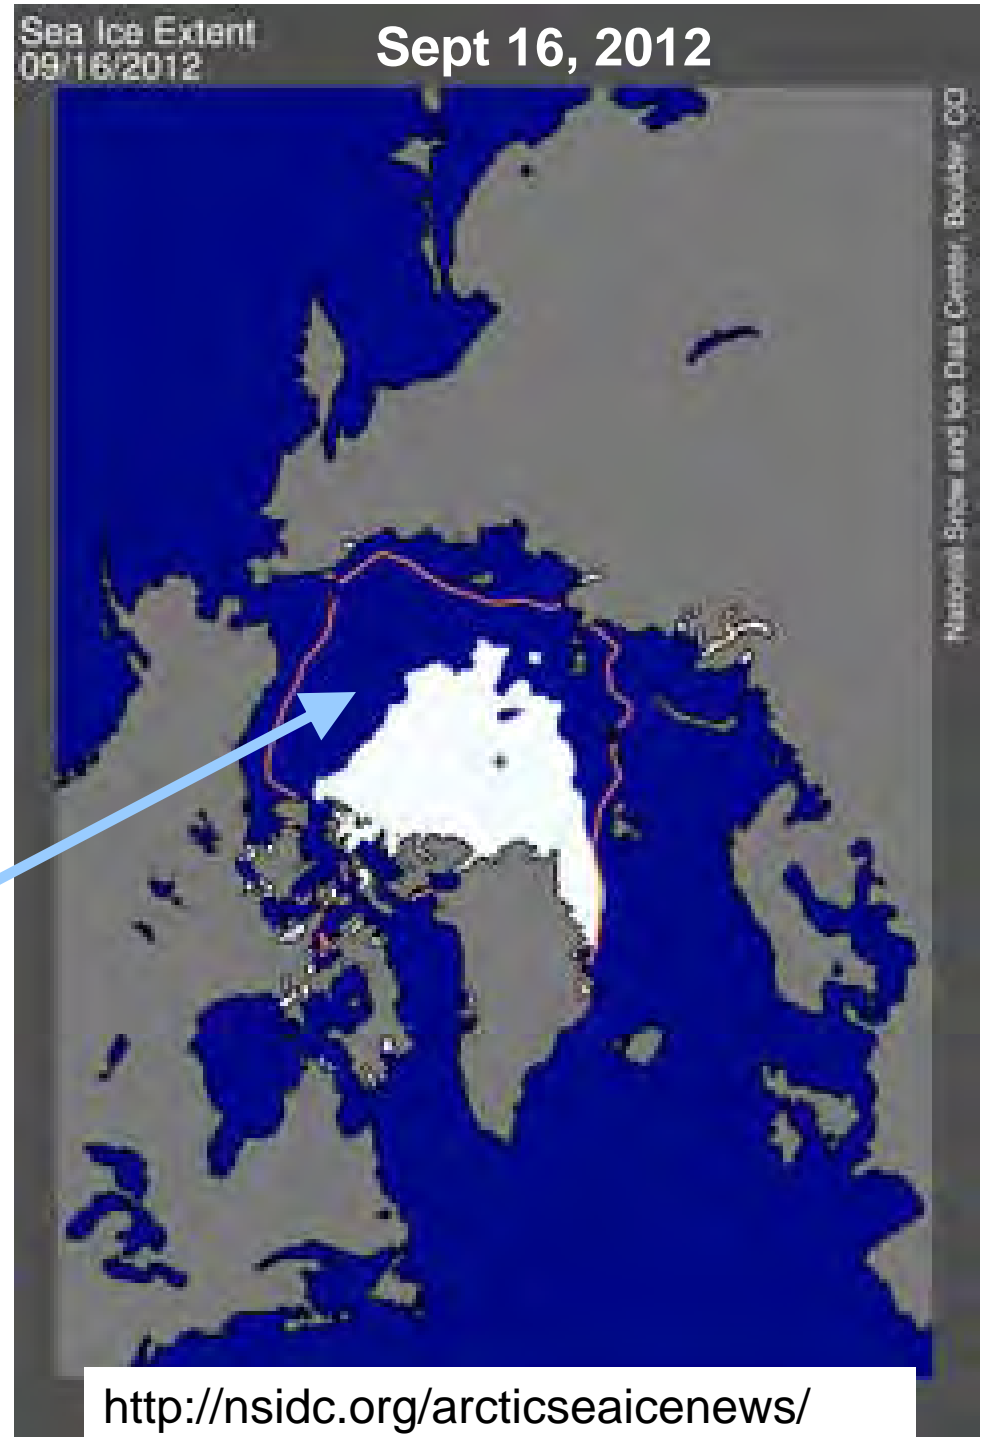 Sea Ice Extent
09/16/2012
Sept 16, 2012
National Snow and Ice Data Center, Boulder, CO
http://nsidc.org/arcticseaicenews/